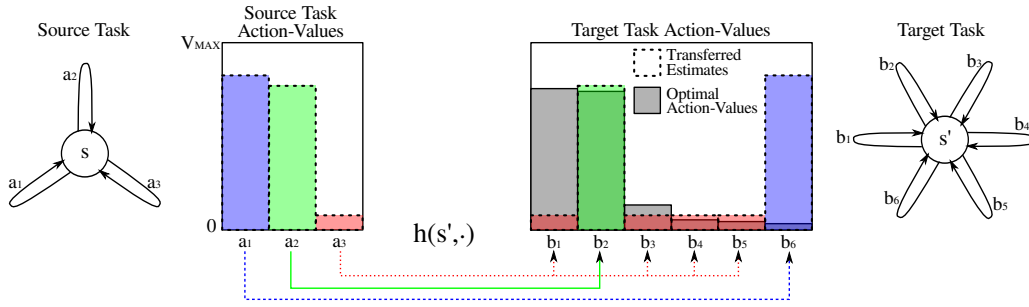 Source Task
Source Task
Action-Values
Target Task Action-Values
Target Task
V_MAX
0
a₁
a₂
a₃
s
a₁
a₂
a₃
h(s',·)
Transferred
Estimates
Optimal
Action-Values
b₁
b₂
b₃
b₄
b₅
b₆
s'
b₁
b₂
b₃
b₄
b₅
b₆